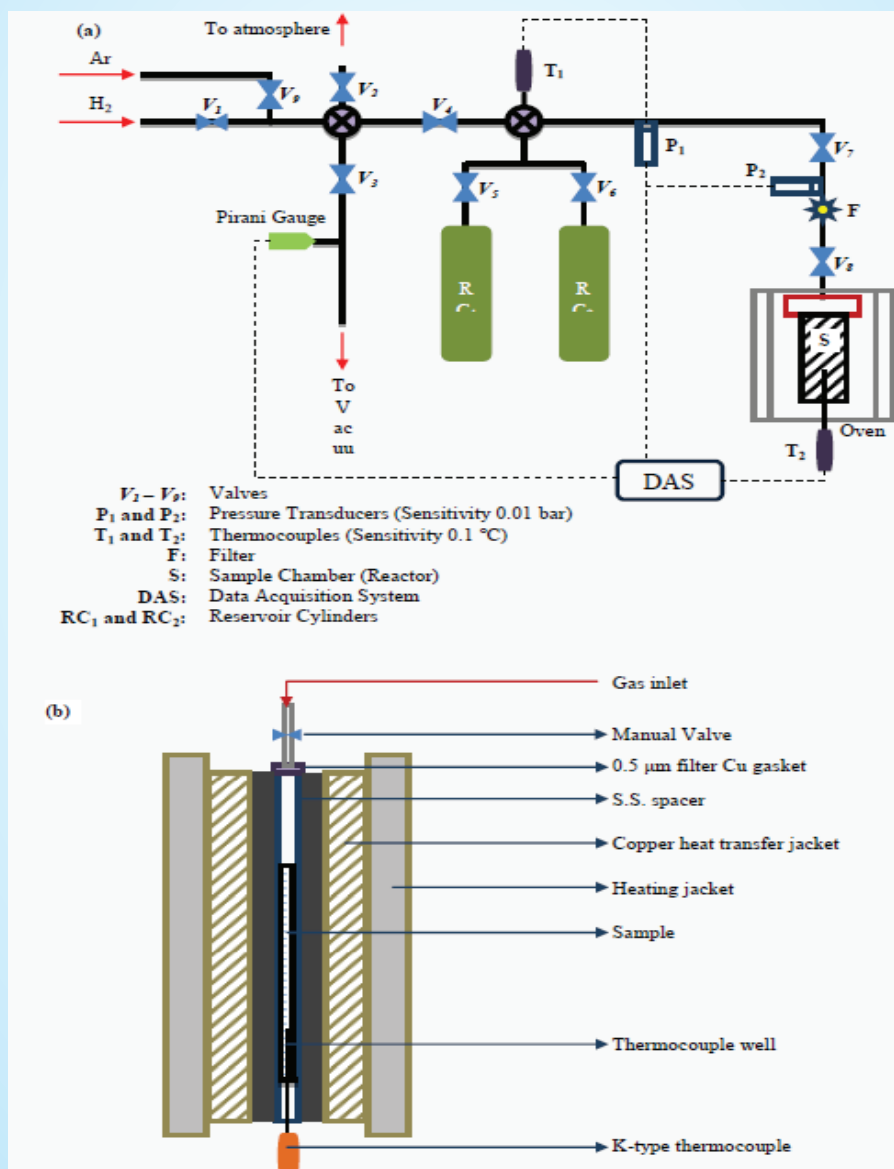 (a)
To atmosphere
Ar
H₂
V₁
V₉
V₂
V₃
V₄
T₁
V₅
V₆
P₁
P₂
V₇
F
V₈
Pirani Gauge
R
C
R
C
S
To
V
ac
uu
Oven
T₂
DAS
V₁ – V₉: Valves
P₁ and P₂: Pressure Transducers (Sensitivity 0.01 bar)
T₁ and T₂: Thermocouples (Sensitivity 0.1 °C)
F: Filter
S: Sample Chamber (Reactor)
DAS: Data Acquisition System
RC₁ and RC₂: Reservoir Cylinders
(b)
Gas inlet
Manual Valve
0.5 μm filter Cu gasket
S.S. spacer
Copper heat transfer jacket
Heating jacket
Sample
Thermocouple well
K-type thermocouple